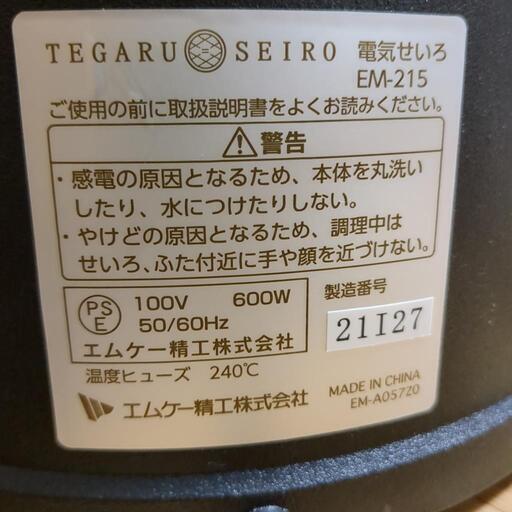 TEGARU SEIRO 電気せいろ
EM-215
ご使用の前に取扱説明書をよくお読みください。
警告
・感電の原因となるため、本体を丸洗い
したり、水につけたりしない。
・やけどの原因となるため、調理中は
せいろ、ふた付近に手や顔を近づけない。
PSE 100V 600W
50/60Hz
エムケー精工株式会社
製造番号
21I27
温度ヒューズ 240℃
エムケー精工株式会社
MADE IN CHINA
EM-A057Z0